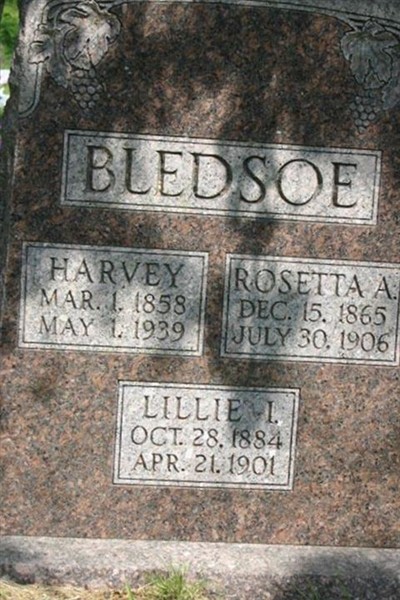 BLEDSOE
HARVEY
MAR. 1. 1858
MAY 1. 1939
ROSETTA A.
DEC. 15. 1865
JULY 30. 1906
LILLIE I.
OCT. 28. 1884
APR. 21. 1901